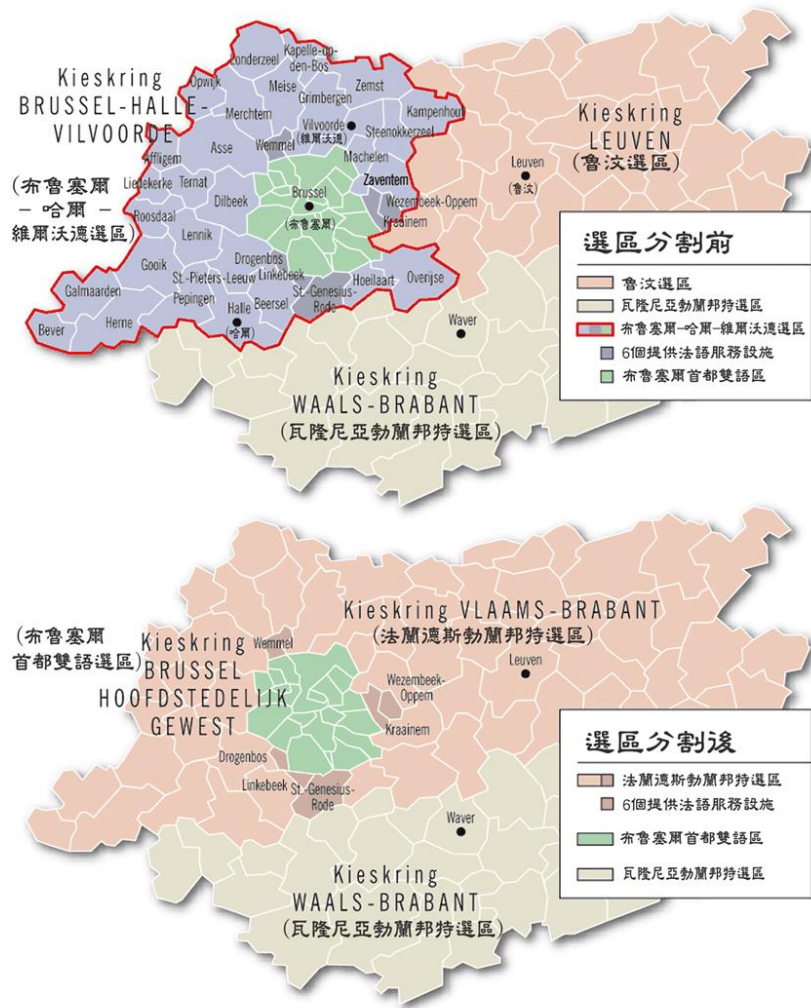 Kieskring
BRUSSEL-HALLE-
VILVOORDE
(布魯塞爾
– 哈爾 –
維爾沃德選區)
Londerzeel
Kapelle-op-
den-Bos
Opwijk
Meise
Zemst
Grimbergen
Merchtem
Kampenhout
Vilvoorde
(維爾沃德)
Steenokkerzeel
Asse
Wemmel
Machelen
Affligem
Zaventem
Liedekerke
Ternat
Brussel
(布魯塞爾)
Dilbeek
Wezembeek-Oppem
Kraainem
Roosdaal
Lennik
Drogenbos
Gooik
Linkebeek
Hoeilaart
Overijse
St.-Pieters-Leeuw
St.-Genesius-
Rode
Galmaarden
Pepingen
Halle
(哈爾)
Beersel
Bever
Herne
Kieskring
LEUVEN
(魯汶選區)
Leuven
(魯汶)
Waver
Kieskring
WAALS-BRABANT
(瓦隆尼亞勃蘭邦特選區)
選區分割前
魯汶選區
瓦隆尼亞勃蘭邦特選區
布魯塞爾-哈爾-維爾沃德選區
6個提供法語服務設施
布魯塞爾首都雙語區
(布魯塞爾
首都雙語選區)
Kieskring
BRUSSEL
HOOFDSTEDELIJK
GEWEST
Kieskring VLAAMS-BRABANT
(法蘭德斯勃蘭邦特選區)
Wemmel
Leuven
Wezembeek-
Oppem
Kraainem
Drogenbos
Linkebeek
St.-Genesius-
Rode
Waver
Kieskring
WAALS-BRABANT
(瓦隆尼亞勃蘭邦特選區)
選區分割後
法蘭德斯勃蘭邦特選區
6個提供法語服務設施
布魯塞爾首都雙語區
瓦隆尼亞勃蘭邦特選區